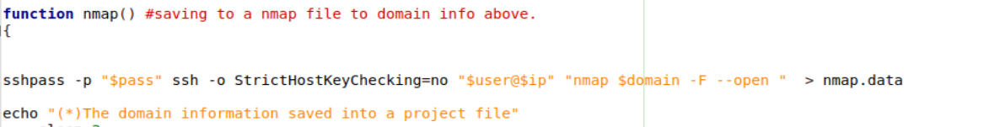 function nmap() #saving to a nmap file to domain info above.
{
sshpass -p "$pass" ssh -o StrictHostKeyChecking=no "$user@$ip" "nmap $domain -F --open "  > nmap.data
echo "(*)The domain information saved into a project file"